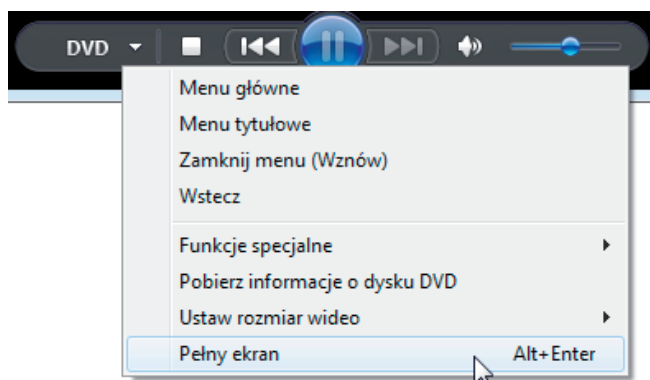 DVD
Menu główne
Menu tytułowe
Zamknij menu (Wznów)
Wstecz
Funkcje specjalne
Pobierz informacje o dysku DVD
Ustaw rozmiar wideo
Pełny ekran Alt+Enter